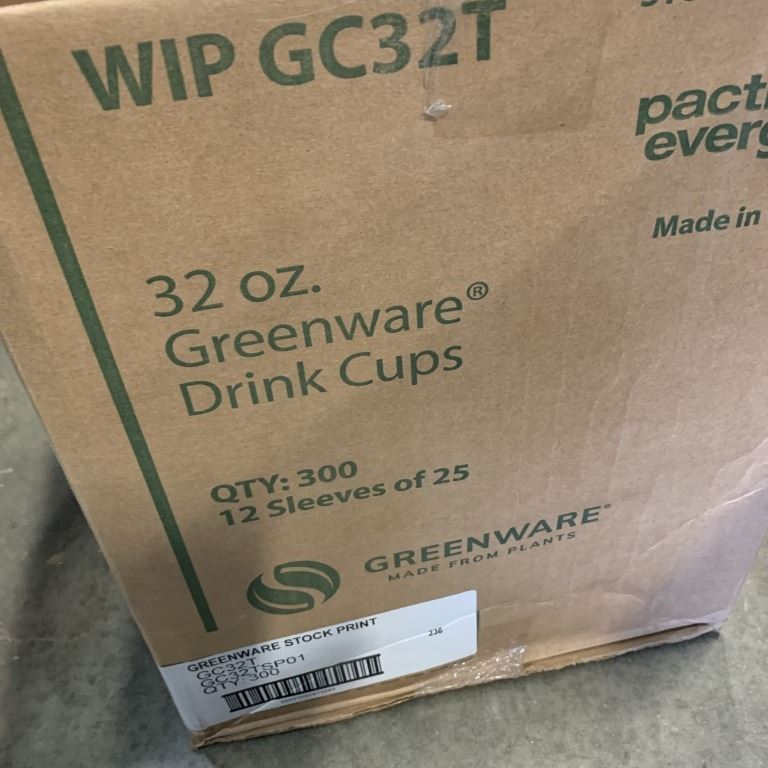 WIP GC32T
pacti
everg
Made in
32 oz.
Greenware®
Drink Cups
QTY: 300
12 Sleeves of 25
GREENWARE®
MADE FROM PLANTS
GREENWARE STOCK PRINT
236
GC32T
GC32TSP01
QTY: 300